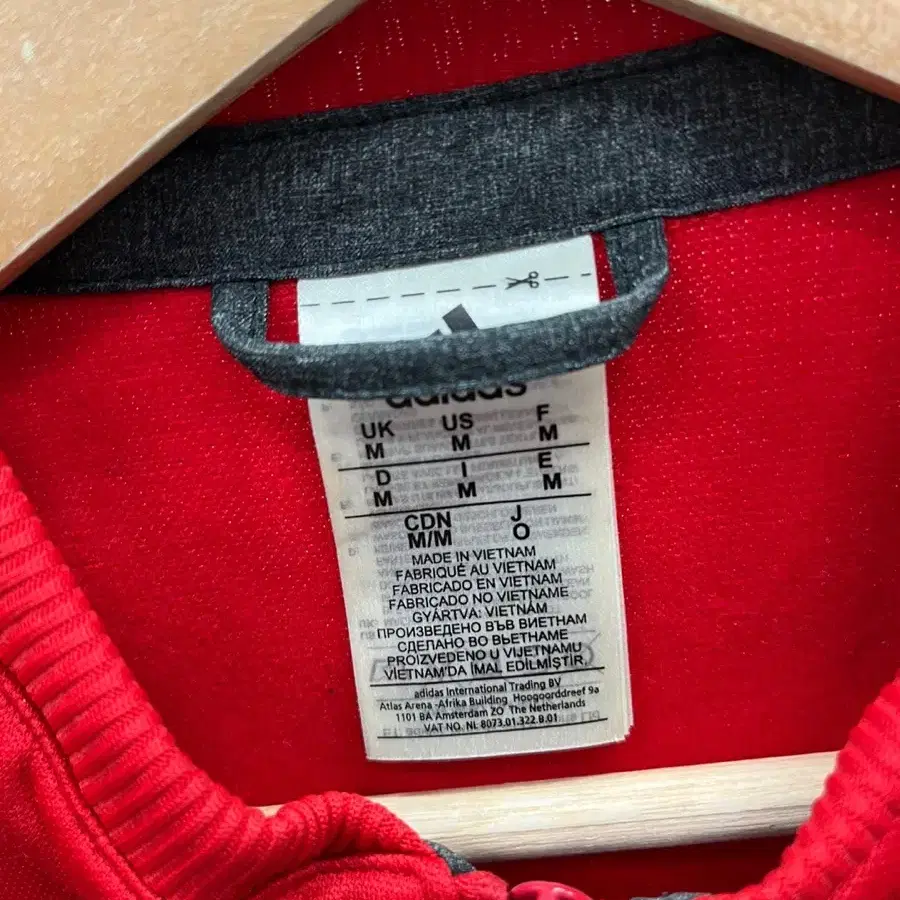 adidas
UK US F
M M M
D I E
M M M
CDN J
M/M O
MADE IN VIETNAM
FABRIQUÉ AU VIETNAM
FABRICADO EN VIETNAM
FABRICADO NO VIETNAME
GYÁRTVA: VIETNÁM
ПРОИЗВЕДЕНО ВЪВ ВИЕТНАМ
СДЕЛАНО ВО ВЬЕТНАМЕ
PROIZVEDENO U VIJETNAMU
VİETNAM'DA İMAL EDİLMİŞTİR.
adidas International Trading BV
Atlas Arena -Afrika Building Hoogoorddreef 9a
1101 BA Amsterdam ZO The Netherlands
VAT NO. NL 8073.01.322.B.01